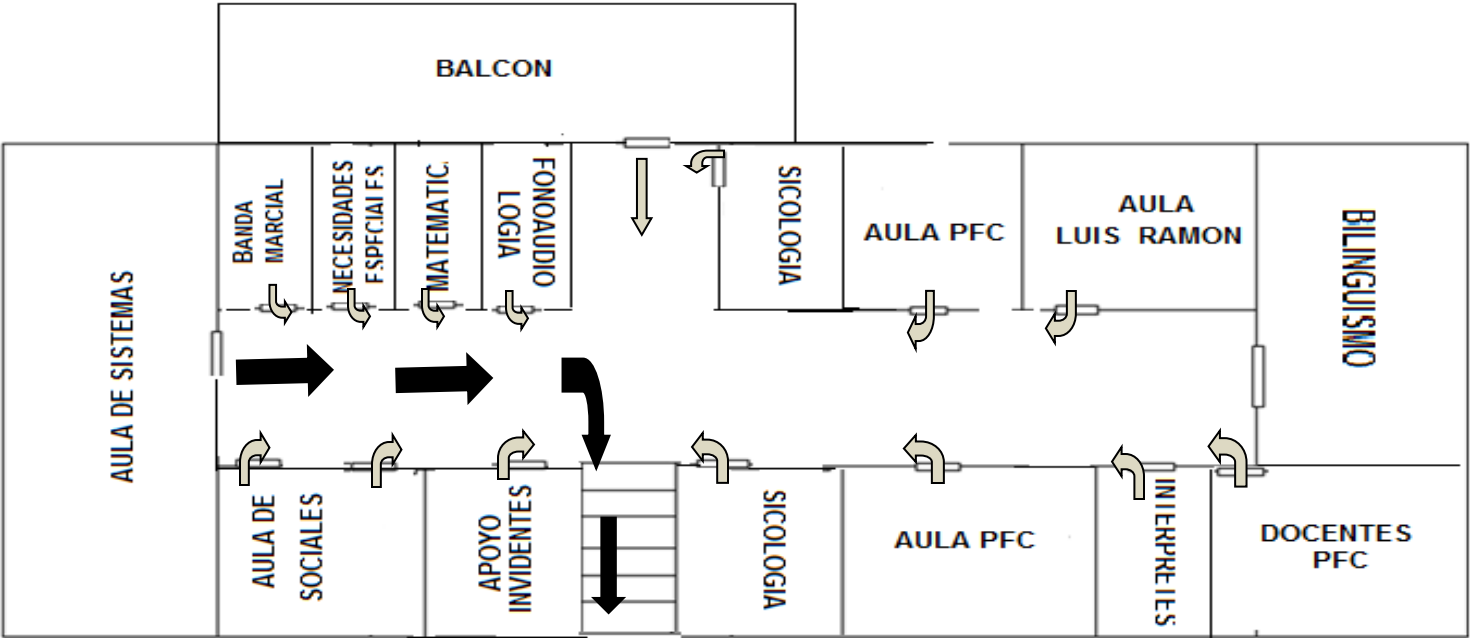 BALCON
AULA DE SISTEMAS
BANDA
MARCIAL
NECESIDADES
ESPECIALES
MATEMATIC.
FONOAUDIO
LOGIA
SICOLOGIA
AULA PFC
AULA
LUIS RAMON
BILINGUISMO
AULA DE
SOCIALES
APOYO
INVIDENTES
SICOLOGIA
AULA PFC
INTERPRETES
DOCENTES
PFC